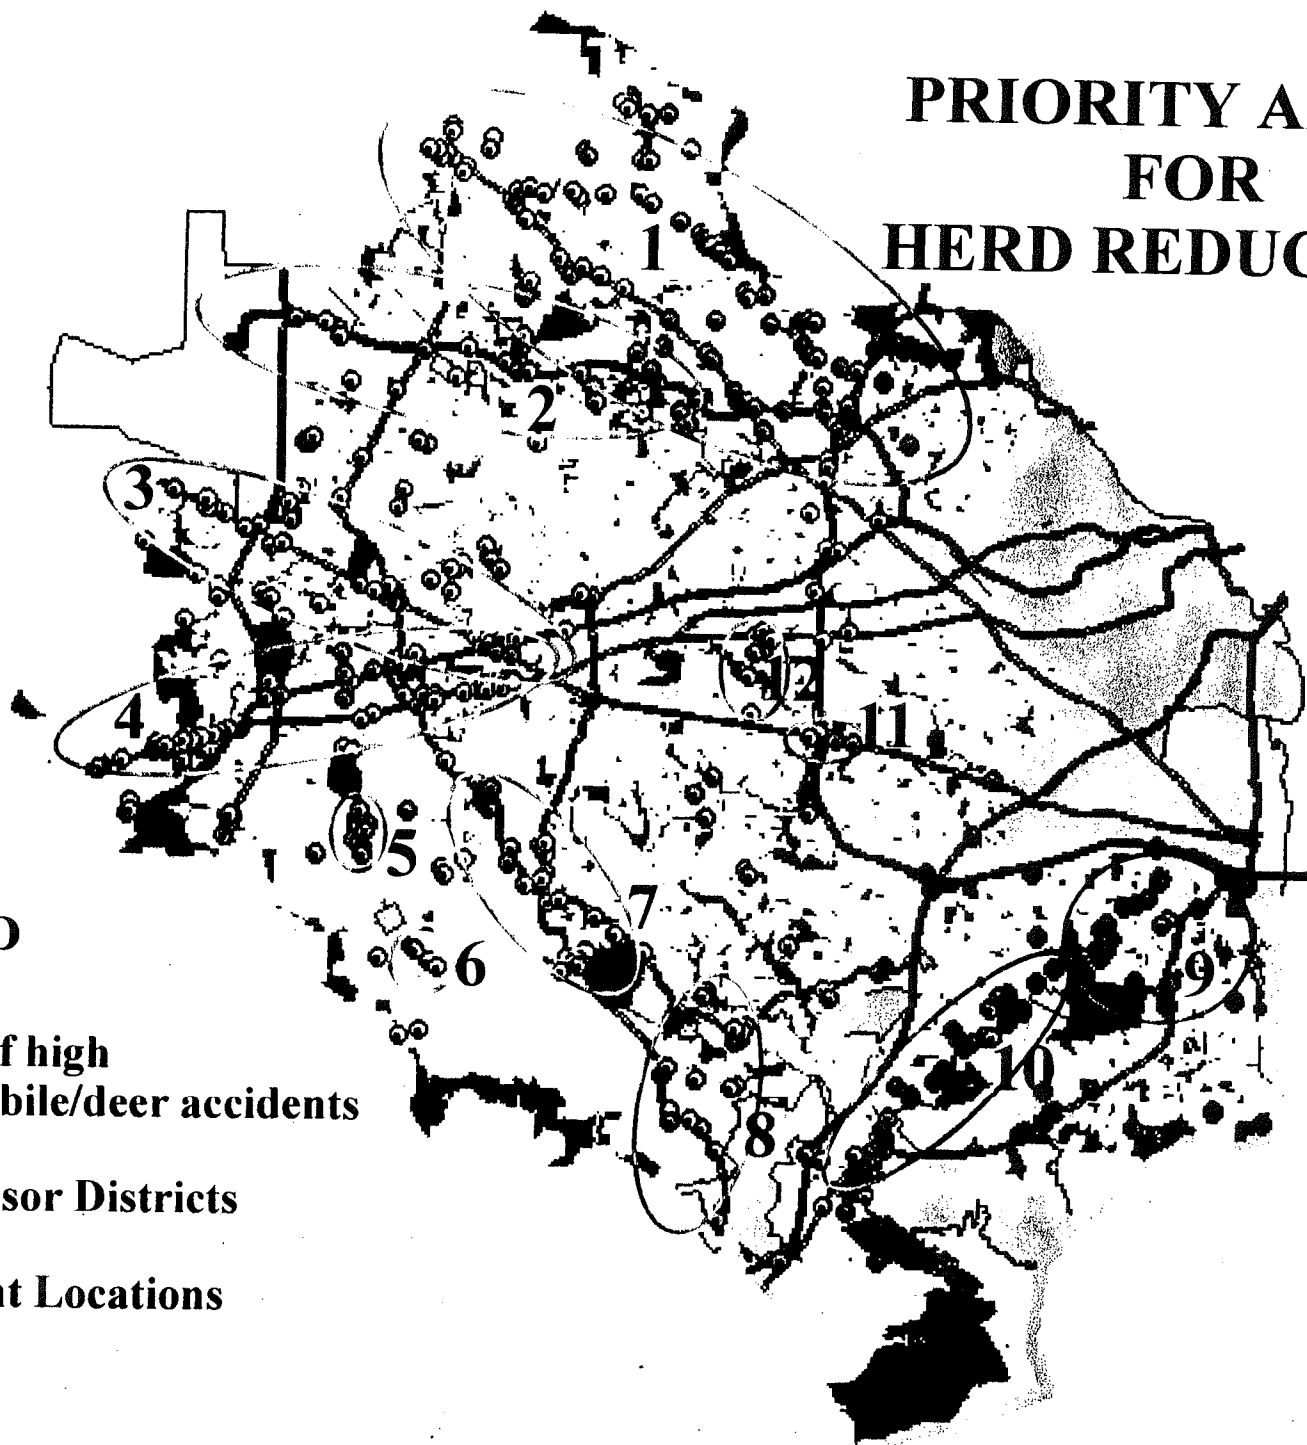 PRIORITY A
FOR
HERD REDUC
1
2
3
12
4
11
5
7
6
9
f high
10
bile/deer accidents
8
sor Districts
t Locations